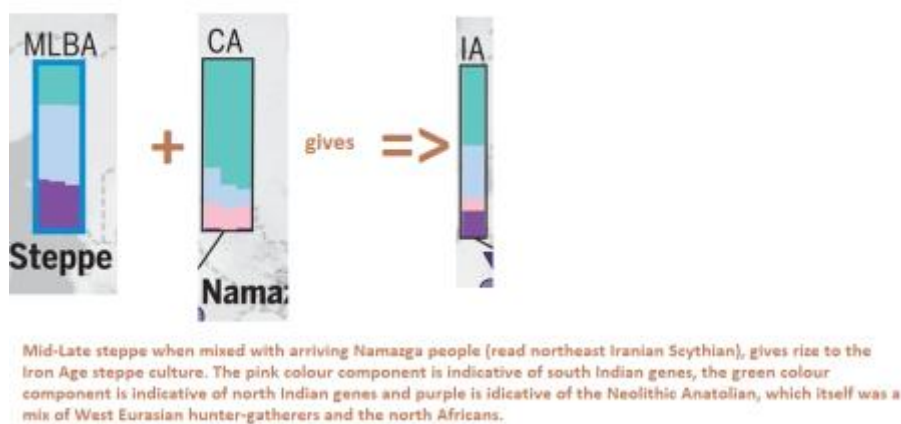 MLBA
CA
IA
+
gives
=>
Steppe
Nama
Mid-Late steppe when mixed with arriving Namazga people (read northeast Iranian Scythian), gives rize to the
Iron Age steppe culture. The pink colour component is indicative of south Indian genes, the green colour
component is indicative of north Indian genes and purple is idicative of the Neolithic Anatolian, which itself was a
mix of West Eurasian hunter-gatherers and the north Africans.